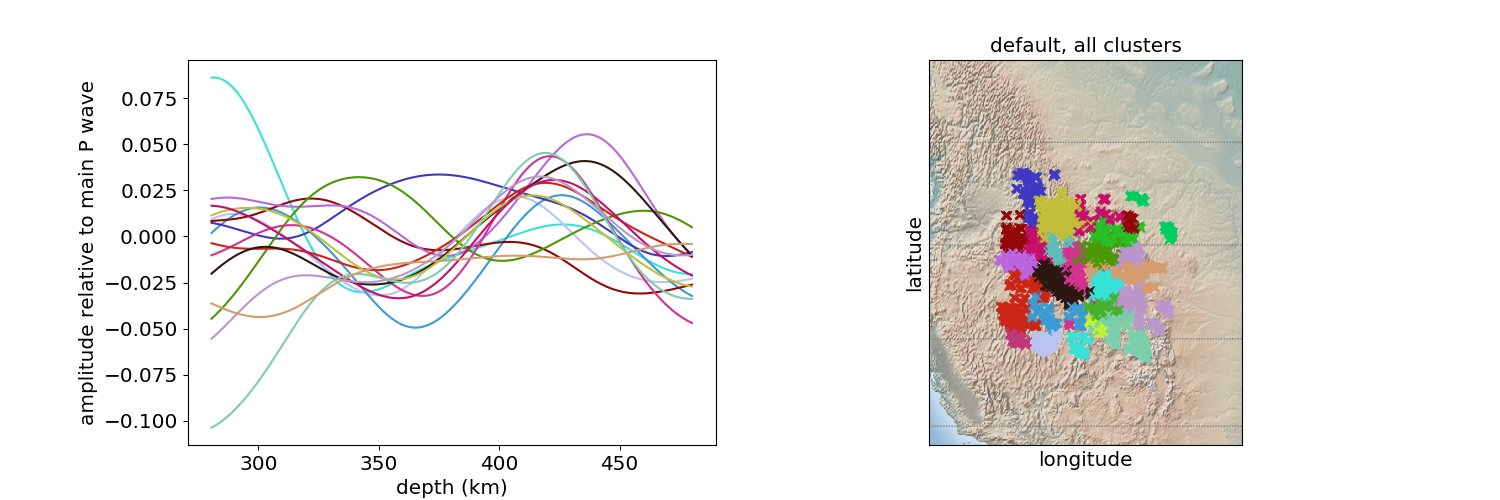 default, all clusters
amplitude relative to main P wave
0.075
0.050
0.025
0.000
−0.025
−0.050
−0.075
−0.100
300
350
400
450
depth (km)
latitude
longitude